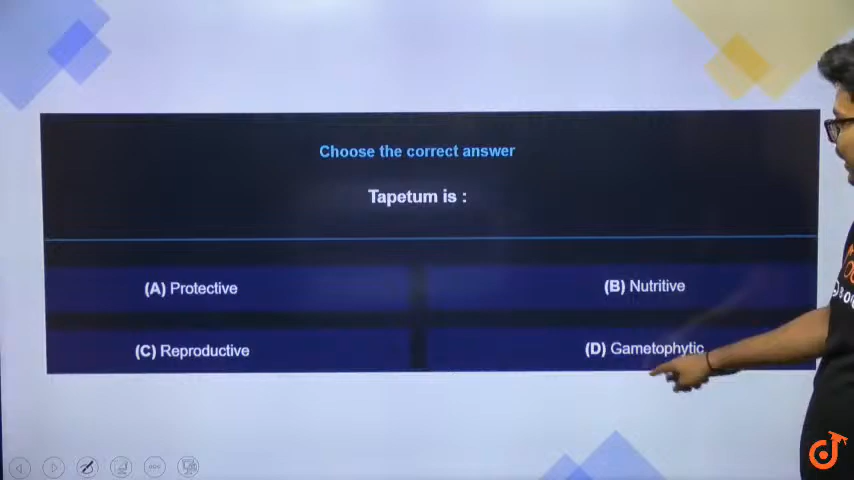 Choose the correct answer
Tapetum is :
(A) Protective
(B) Nutritive
(C) Reproductive
(D) Gametophytic